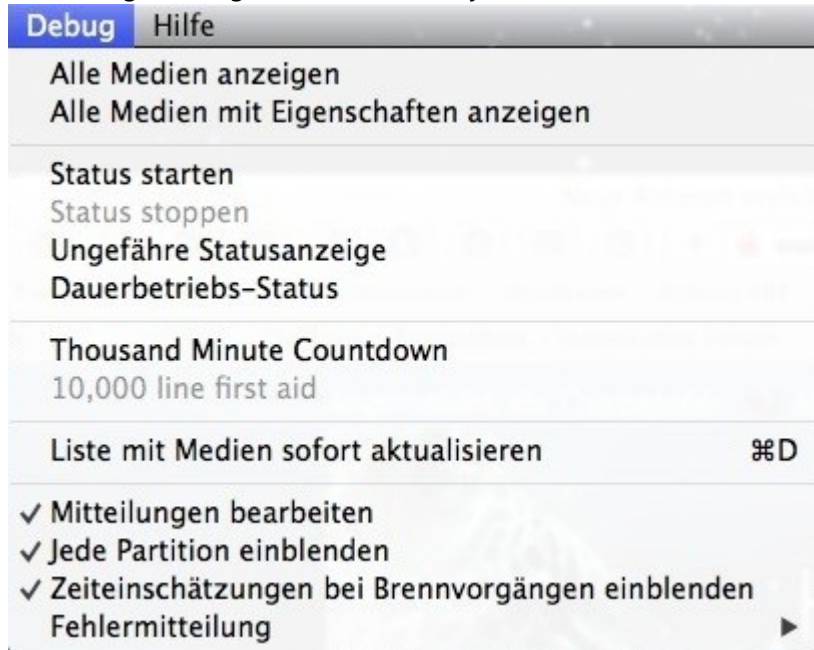 Debug Hilfe
Alle Medien anzeigen
Alle Medien mit Eigenschaften anzeigen
Status starten
Status stoppen
Ungefähre Statusanzeige
Dauerbetriebs-Status
Thousand Minute Countdown
10,000 line first aid
Liste mit Medien sofort aktualisieren ⌘D
✓ Mitteilungen bearbeiten
✓ Jede Partition einblenden
✓ Zeiteinschätzungen bei Brennvorgängen einblenden
Fehlermitteilung ▶